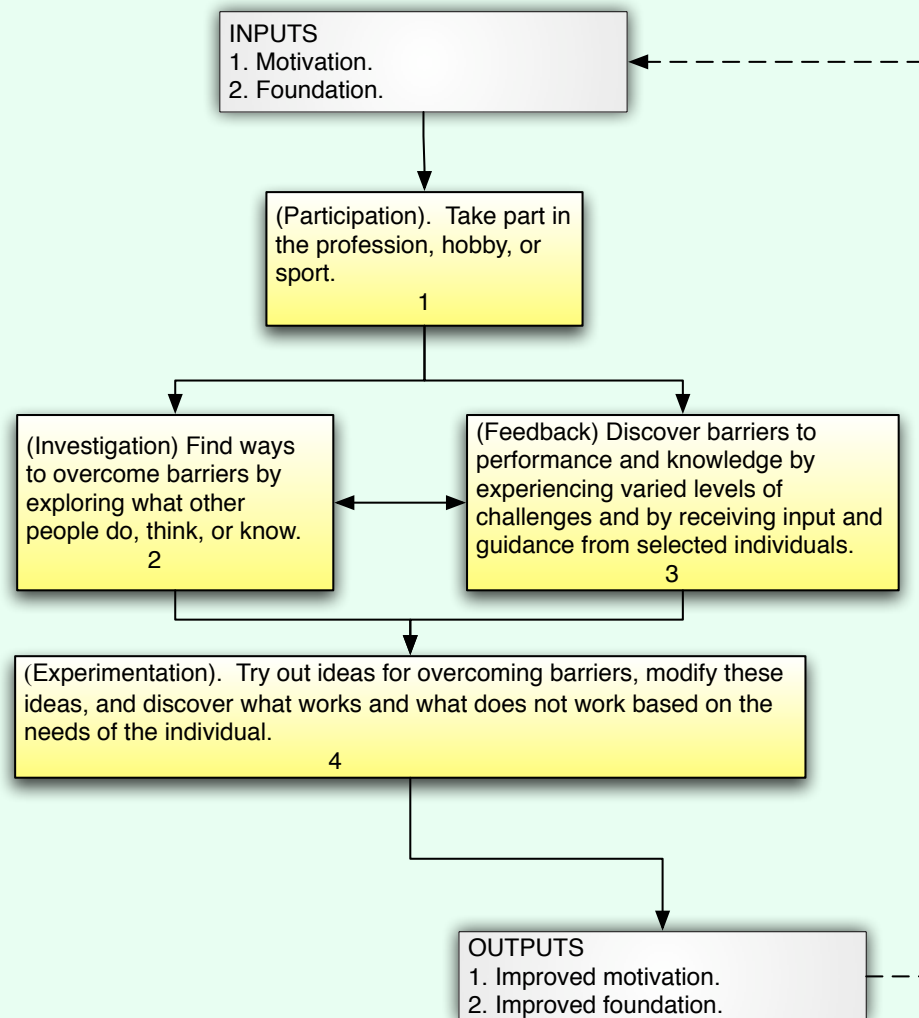 INPUTS
1. Motivation.
2. Foundation.
(Participation).  Take part in
the profession, hobby, or
sport.
1
(Investigation) Find ways
to overcome barriers by
exploring what other
people do, think, or know.
2
(Feedback) Discover barriers to
performance and knowledge by
experiencing varied levels of
challenges and by receiving input and
guidance from selected individuals.
3
(Experimentation).  Try out ideas for overcoming barriers, modify these
ideas, and discover what works and what does not work based on the
needs of the individual.
4
OUTPUTS
1. Improved motivation.
2. Improved foundation.